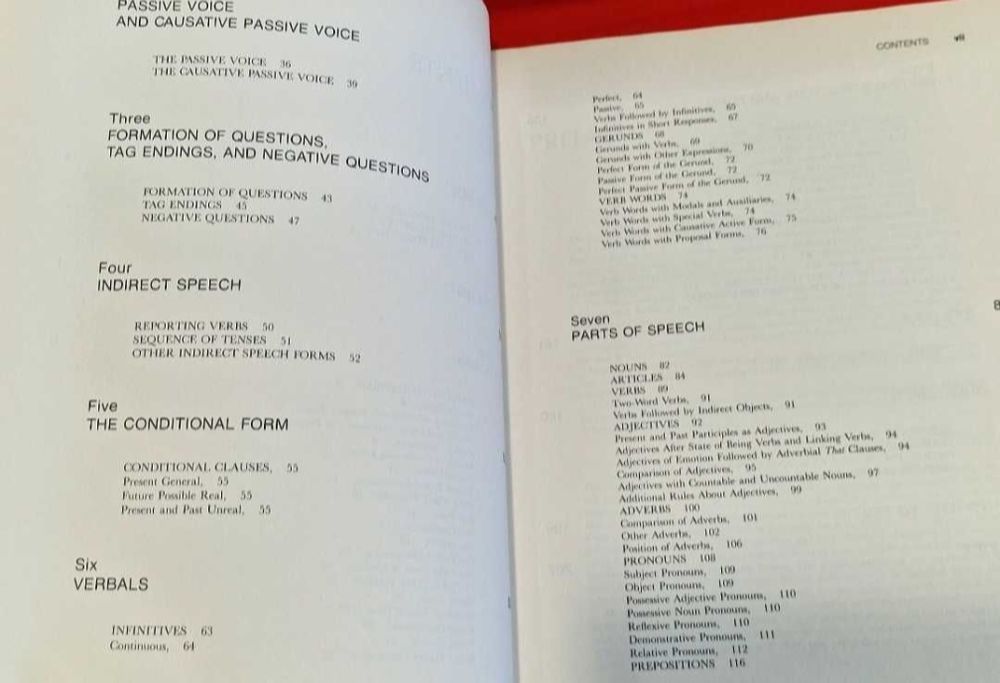 PASSIVE VOICE
AND CAUSATIVE PASSIVE VOICE
THE PASSIVE VOICE 36
THE CAUSATIVE PASSIVE VOICE 39
Three
FORMATION OF QUESTIONS,
TAG ENDINGS, AND NEGATIVE QUESTIONS
FORMATION OF QUESTIONS 43
TAG ENDINGS 45
NEGATIVE QUESTIONS 47
Four
INDIRECT SPEECH
REPORTING VERBS 50
SEQUENCE OF TENSES 51
OTHER INDIRECT SPEECH FORMS 52
Five
THE CONDITIONAL FORM
CONDITIONAL CLAUSES, 55
Present General, 55
Future Possible Real, 55
Present and Past Unreal, 55
Six
VERBALS
INFINITIVES 63
Continuous, 64
CONTENTS vii
Perfect, 64
Passive, 65
Verbs Followed by Infinitives, 65
Infinitives in Short Responses, 67
GERUNDS 68
Gerunds with Verbs, 69
Gerunds with Other Expressions, 70
Perfect Form of the Gerund, 72
Passive Form of the Gerund, 72
Perfect Passive Form of the Gerund, 72
VERB WORDS 74
Verb Words with Modals and Auxiliaries, 74
Verb Words with Special Verbs, 74
Verb Words with Causative Active Form, 75
Verb Words with Proposal Forms, 76
Seven
PARTS OF SPEECH
NOUNS 82
ARTICLES 84
VERBS 89
Two-Word Verbs, 91
Verbs Followed by Indirect Objects, 91
ADJECTIVES 92
Present and Past Participles as Adjectives, 93
Adjectives After State of Being Verbs and Linking Verbs, 94
Adjectives of Emotion Followed by Adverbial That Clauses, 94
Comparison of Adjectives, 95
Adjectives with Countable and Uncountable Nouns, 97
Additional Rules About Adjectives, 99
ADVERBS 100
Comparison of Adverbs, 101
Other Adverbs, 102
Position of Adverbs, 106
PRONOUNS 108
Subject Pronouns, 109
Object Pronouns, 109
Possessive Adjective Pronouns, 110
Possessive Noun Pronouns, 110
Reflexive Pronouns, 110
Demonstrative Pronouns, 111
Relative Pronouns, 112
PREPOSITIONS 116